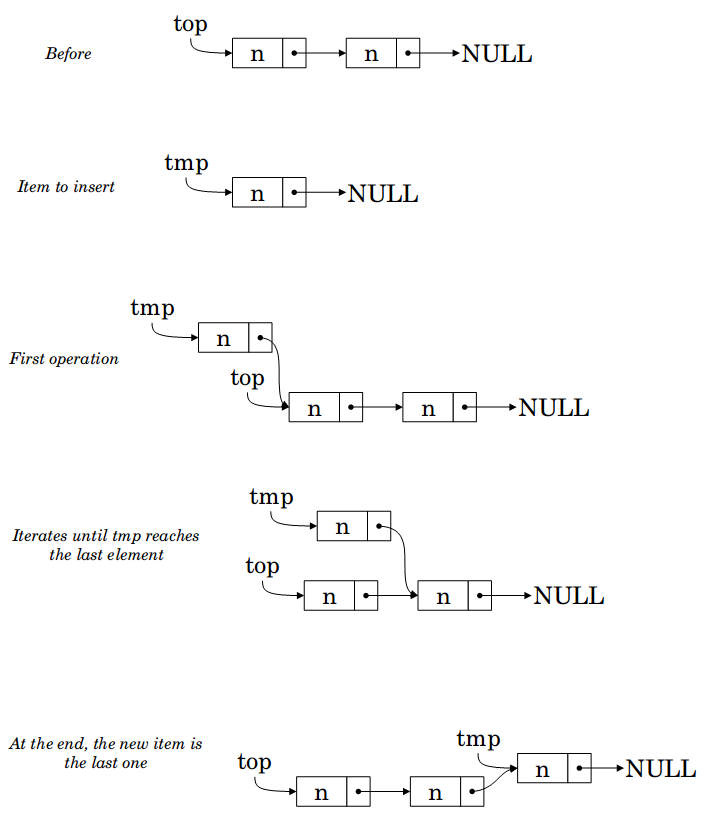 top
Before
n
n
NULL
tmp
Item to insert
n
NULL
tmp
n
First operation
top
n
n
NULL
tmp
n
Iterates until tmp reaches
the last element
top
n
n
NULL
At the end, the new item is
the last one
tmp
n
NULL
top
n
n